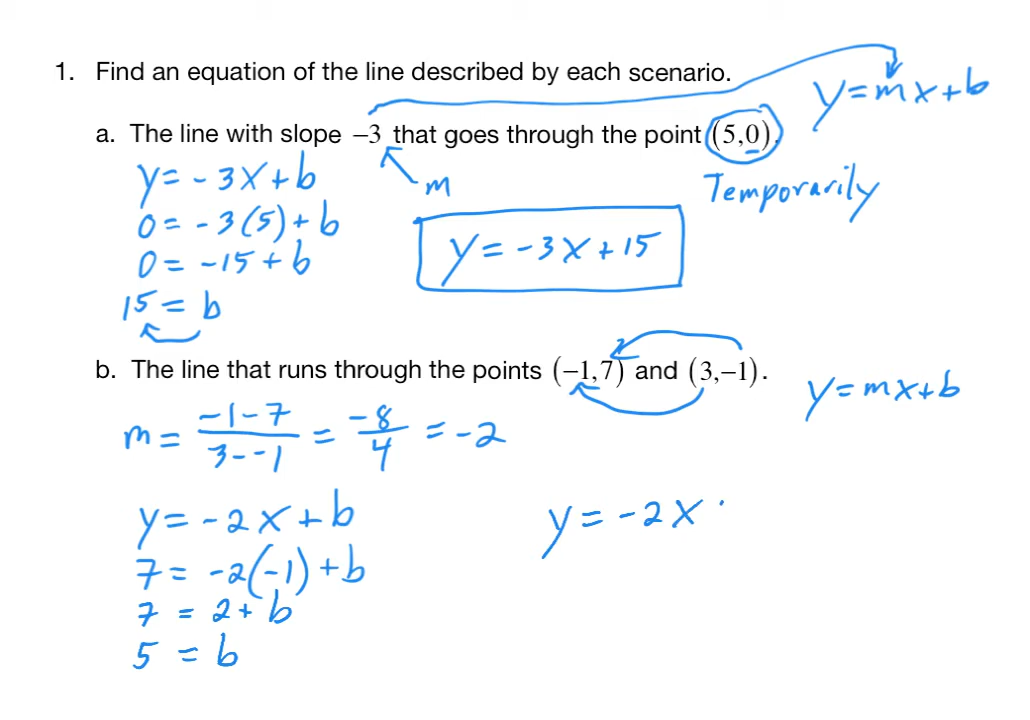 1. Find an equation of the line described by each scenario.
y=mx+b
a. The line with slope −3 that goes through the point (5,0).
m
Temporarily
y=-3x+b
0=-3(5)+b
0=-15+b
15=b
y=-3x+15
b. The line that runs through the points (−1,7) and (3,−1).
y=mx+b
m= -1-7/3--1 = -8/4 =-2
y=-2x+b
7=-2(-1)+b
7=2+b
5=b
y=-2x